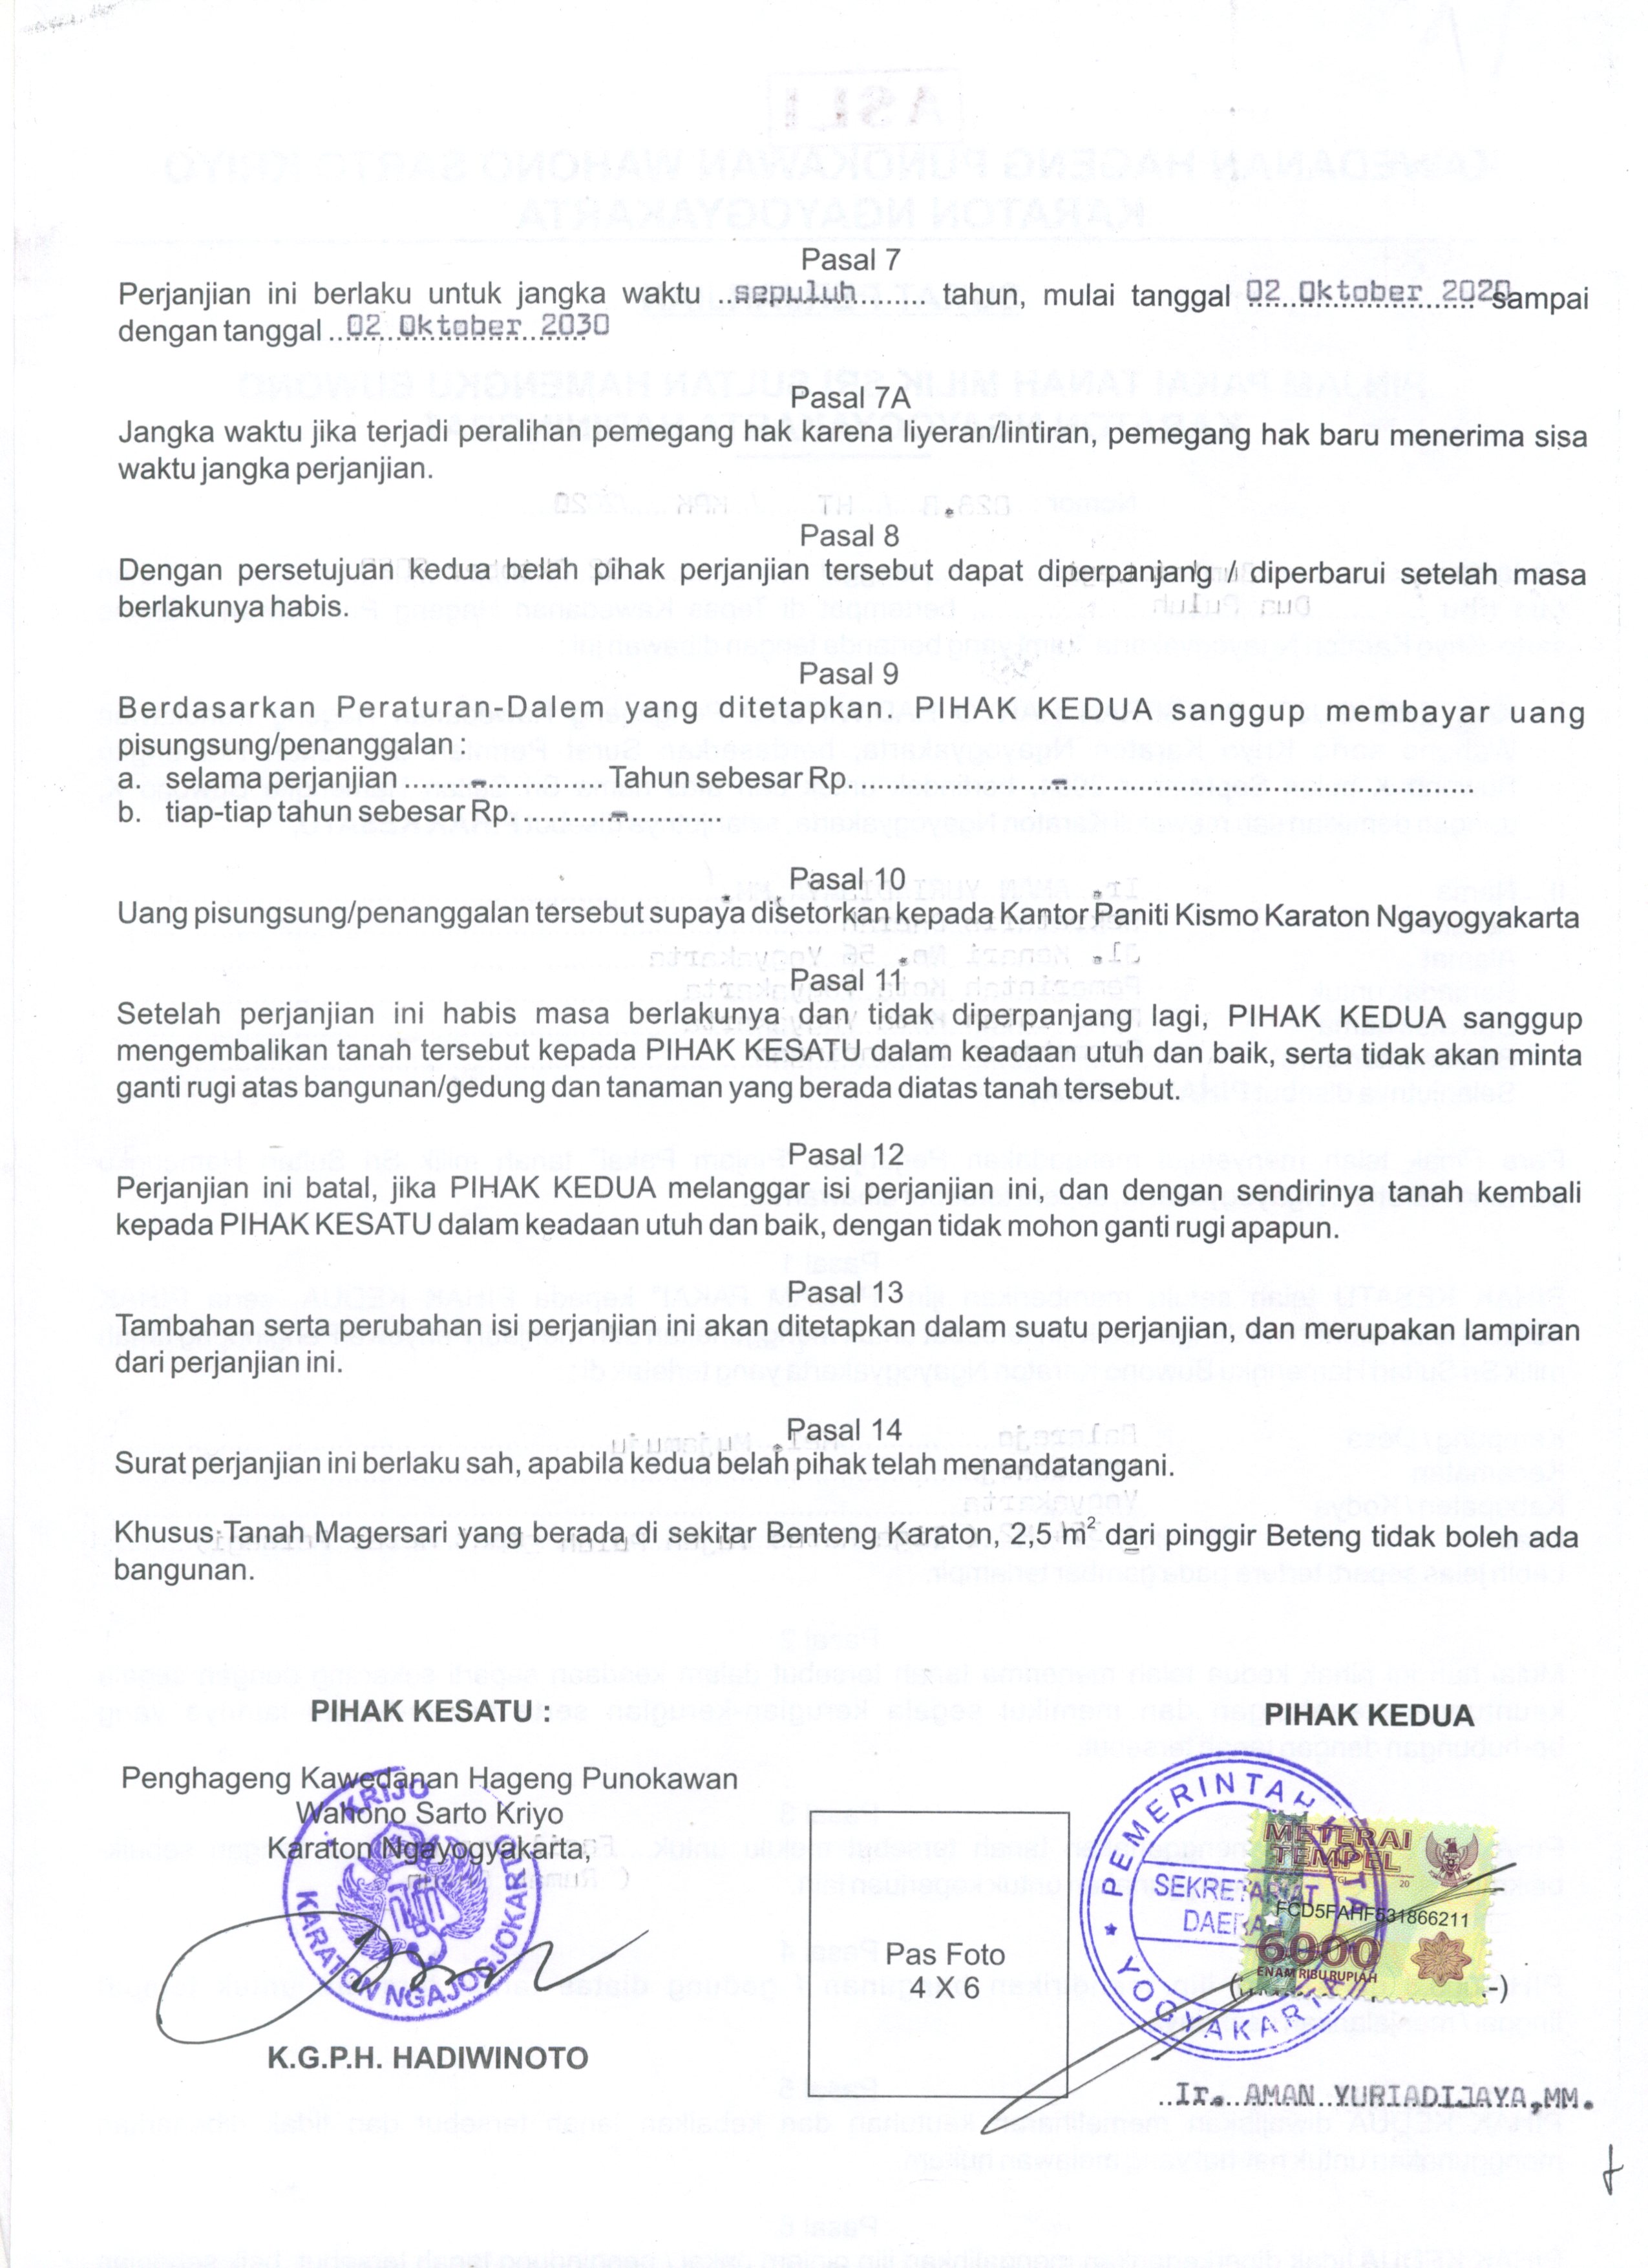 Pasal 7
Perjanjian ini berlaku untuk jangka waktu ..sepuluh........... tahun, mulai tanggal 02 Oktober 2020 sampai
dengan tanggal ..02 Oktober 2030
Pasal 7A
Jangka waktu jika terjadi peralihan pemegang hak karena liyeran/lintiran, pemegang hak baru menerima sisa
waktu jangka perjanjian.
Pasal 8
Dengan persetujuan kedua belah pihak perjanjian tersebut dapat diperpanjang / diperbarui setelah masa
berlakunya habis.
Pasal 9
Berdasarkan Peraturan-Dalem yang ditetapkan. PIHAK KEDUA sanggup membayar uang
pisungsung/penanggalan :
a. selama perjanjian .........-............... Tahun sebesar Rp..........................-....................................................
b. tiap-tiap tahun sebesar Rp. ...........-............
Pasal 10
Uang pisungsung/penanggalan tersebut supaya disetorkan kepada Kantor Paniti Kismo Karaton Ngayogyakarta
Pasal 11
Setelah perjanjian ini habis masa berlakunya dan tidak diperpanjang lagi, PIHAK KEDUA sanggup
mengembalikan tanah tersebut kepada PIHAK KESATU dalam keadaan utuh dan baik, serta tidak akan minta
ganti rugi atas bangunan/gedung dan tanaman yang berada diatas tanah tersebut.
Pasal 12
Perjanjian ini batal, jika PIHAK KEDUA melanggar isi perjanjian ini, dan dengan sendirinya tanah kembali
kepada PIHAK KESATU dalam keadaan utuh dan baik, dengan tidak mohon ganti rugi apapun.
Pasal 13
Tambahan serta perubahan isi perjanjian ini akan ditetapkan dalam suatu perjanjian, dan merupakan lampiran
dari perjanjian ini.
Pasal 14
Surat perjanjian ini berlaku sah, apabila kedua belah pihak telah menandatangani.
Khusus Tanah Magersari yang berada di sekitar Benteng Karaton, 2,5 m² dari pinggir Beteng tidak boleh ada
bangunan.
PIHAK KESATU :
Penghageng Kawedanan Hageng Punokawan
Wahono Sarto Kriyo
Karaton Ngayogyakarta,
KRIJO
KARATON NGAJOGJOKARTO
K.G.P.H. HADIWINOTO
Pas Foto
4 X 6
PIHAK KEDUA
PEMERINTAH KOTA
YOGYAKARTA
SEKRETARIAT
DAERAH
METERAI
TEMPEL
20
FCD5FAHF631866211
6000
ENAM RIBU RUPIAH
( .-)
..Ir. AMAN YURIADIJAYA,MM.